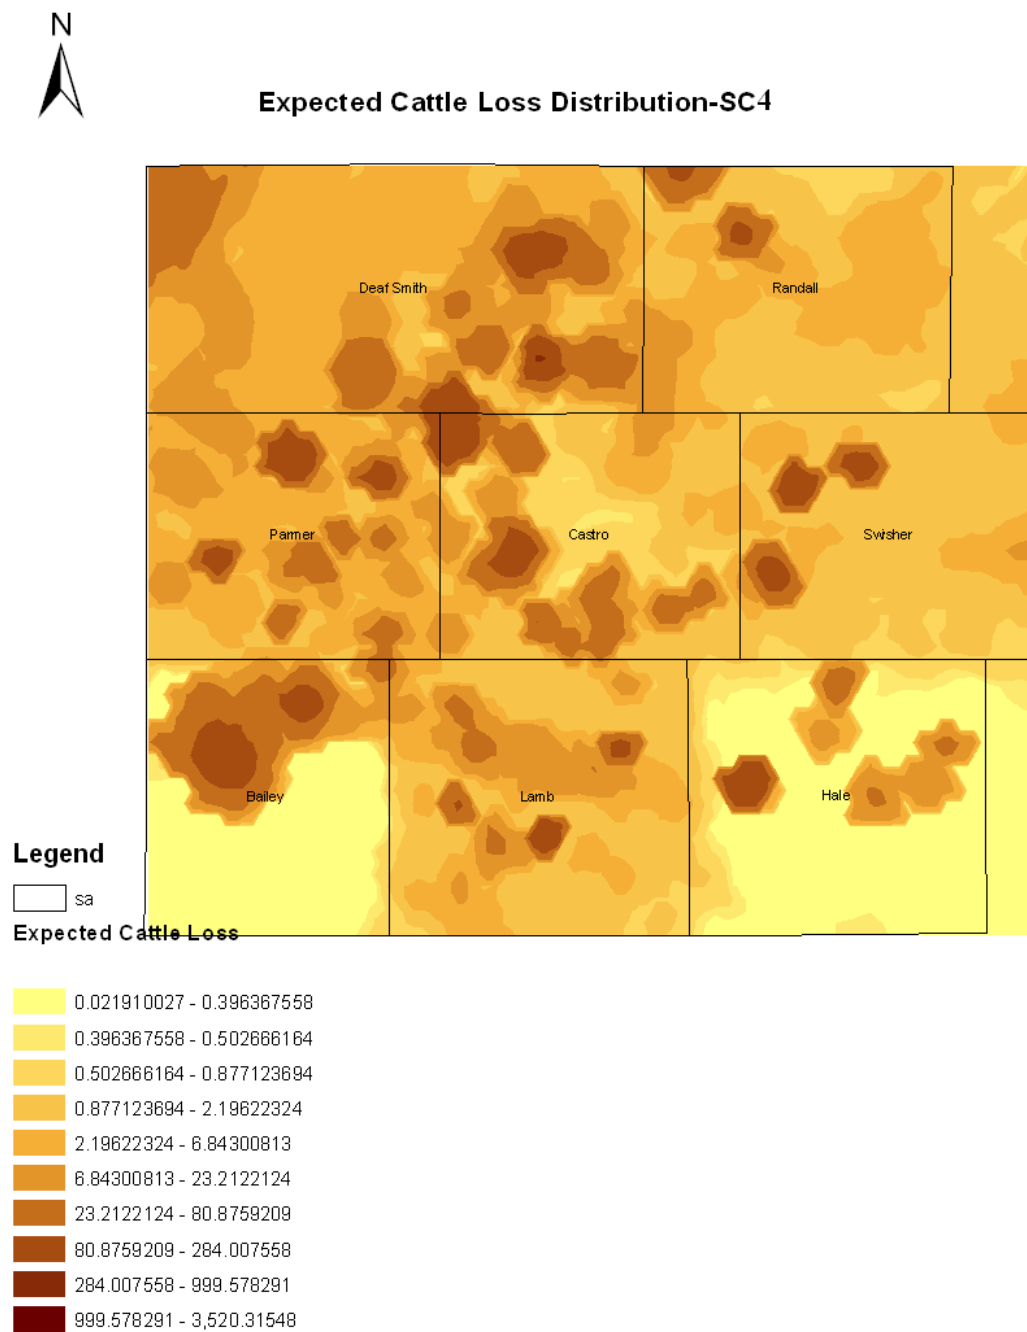 N
Expected Cattle Loss Distribution-SC4
Deaf Smith
Randall
Parmer
Castro
Swisher
Bailey
Lamb
Hale
Legend
sa
Expected Cattle Loss
0.021910027 - 0.396367558
0.396367558 - 0.502666164
0.502666164 - 0.877123694
0.877123694 - 2.19622324
2.19622324 - 6.84300813
6.84300813 - 23.2122124
23.2122124 - 80.8759209
80.8759209 - 284.007558
284.007558 - 999.578291
999.578291 - 3,520.31548